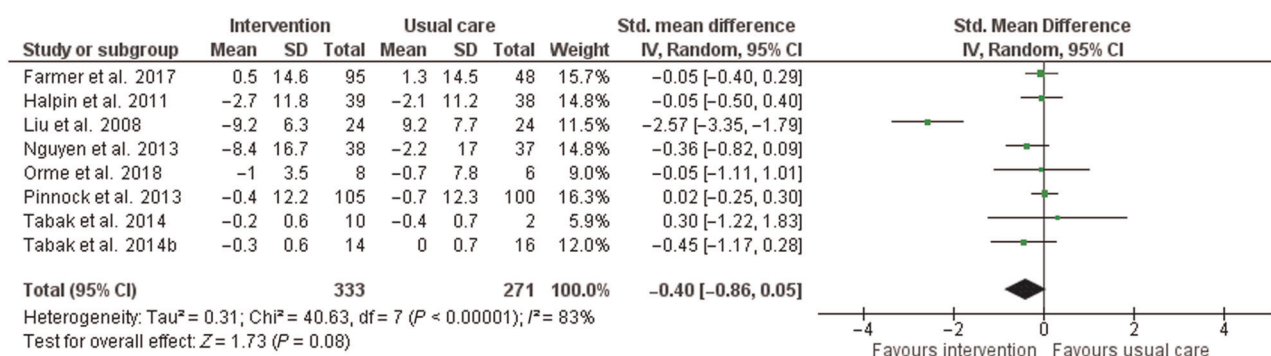 Intervention Usual care Std. mean difference Std. Mean Difference
Study or subgroup Mean SD Total Mean SD Total Weight IV, Random, 95% CI IV, Random, 95% CI
Farmer et al. 2017 0.5 14.6 95 1.3 14.5 48 15.7% −0.05 [−0.40, 0.29]
Halpin et al. 2011 −2.7 11.8 39 −2.1 11.2 38 14.8% −0.05 [−0.50, 0.40]
Liu et al. 2008 −9.2 6.3 24 9.2 7.7 24 11.5% −2.57 [−3.35, −1.79]
Nguyen et al. 2013 −8.4 16.7 38 −2.2 17 37 14.8% −0.36 [−0.82, 0.09]
Orme et al. 2018 −1 3.5 8 −0.7 7.8 6 9.0% −0.05 [−1.11, 1.01]
Pinnock et al. 2013 −0.4 12.2 105 −0.7 12.3 100 16.3% 0.02 [−0.25, 0.30]
Tabak et al. 2014 −0.2 0.6 10 −0.4 0.7 2 5.9% 0.30 [−1.22, 1.83]
Tabak et al. 2014b −0.3 0.6 14 0 0.7 16 12.0% −0.45 [−1.17, 0.28]
Total (95% CI) 333 271 100.0% −0.40 [−0.86, 0.05]
Heterogeneity: Tau² = 0.31; Chi² = 40.63, df = 7 (P < 0.00001); I² = 83%
Test for overall effect: Z = 1.73 (P = 0.08)
−4 −2 0 2 4
Favours intervention Favours usual care